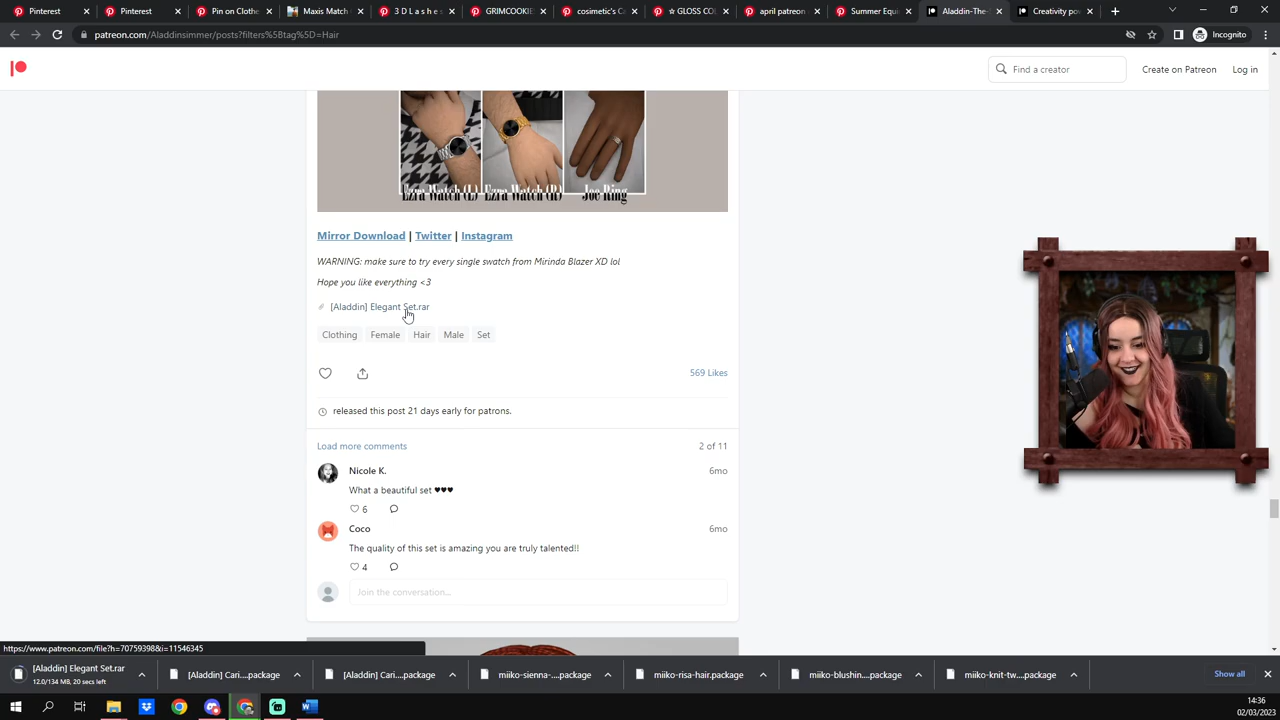 Pinterest
Pinterest
Pin on Clothe
Maxis Match
3 D L a s h e s
GRIMCOOKIE
cosmetic's C
☆ GLOSS COL
april patreon
Summer Equi
Aladdin-The-S
Creativity po
patreon.com/Aladdinsimmer/posts?filters%5Btag%5D=Hair
Incognito
Find a creator
Create on Patreon
Log in
Ezra Watch (L) Ezra Watch (R) Joe Ring
Mirror Download | Twitter | Instagram
WARNING: make sure to try every single swatch from Mirinda Blazer XD lol
Hope you like everything <3
[Aladdin] Elegant Set.rar
Clothing Female Hair Male Set
569 Likes
released this post 21 days early for patrons.
Load more comments
2 of 11
Nicole K.
6mo
What a beautiful set ♥♥♥
6
Coco
6mo
The quality of this set is amazing you are truly talented!!
4
Join the conversation...
https://www.patreon.com/file?h=70759398&i=11546345
[Aladdin] Elegant Set.rar
12.0/134 MB, 20 secs left
[Aladdin] Cari....package
[Aladdin] Cari....package
miiko-sienna-....package
miiko-risa-hair.package
miiko-blushin....package
miiko-knit-tw....package
Show all
14:36
02/03/2023